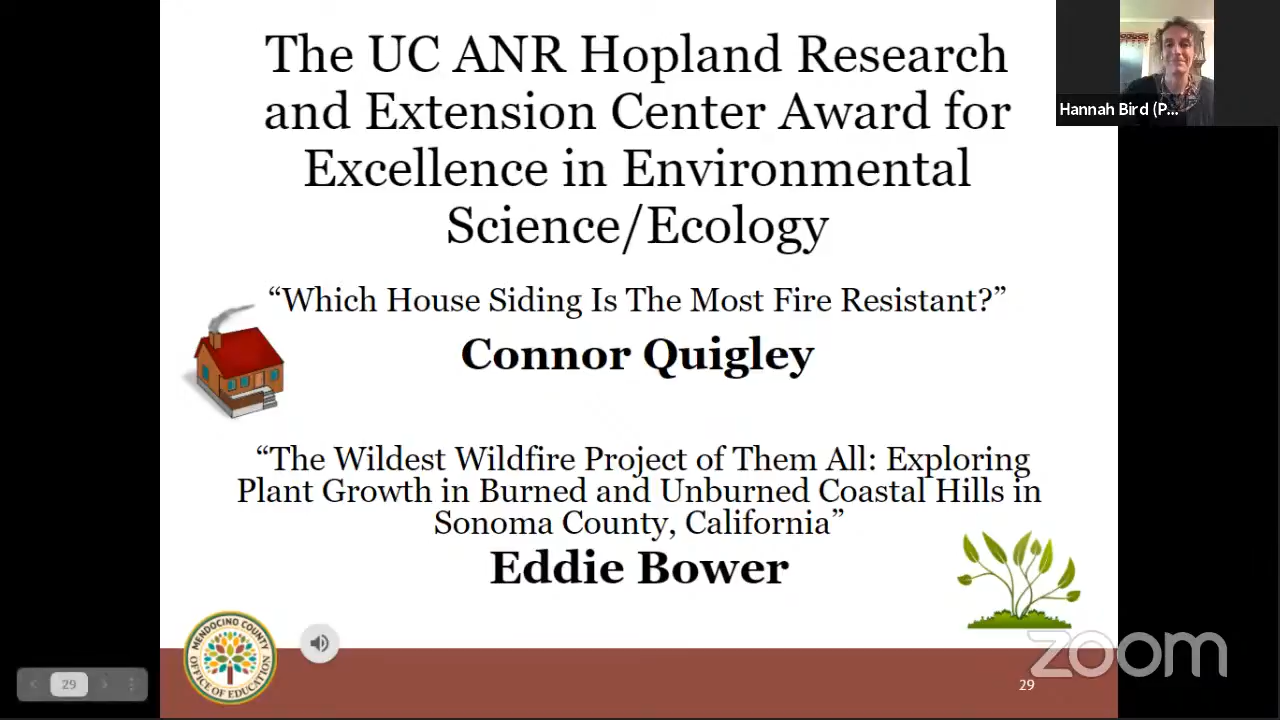 The UC ANR Hopland Research
and Extension Center Award for
Excellence in Environmental
Science/Ecology
Hannah Bird (P...
“Which House Siding Is The Most Fire Resistant?”
Connor Quigley
“The Wildest Wildfire Project of Them All: Exploring
Plant Growth in Burned and Unburned Coastal Hills in
Sonoma County, California”
Eddie Bower
MENDOCINO COUNTY
OFFICE OF EDUCATION
zoom
29
29